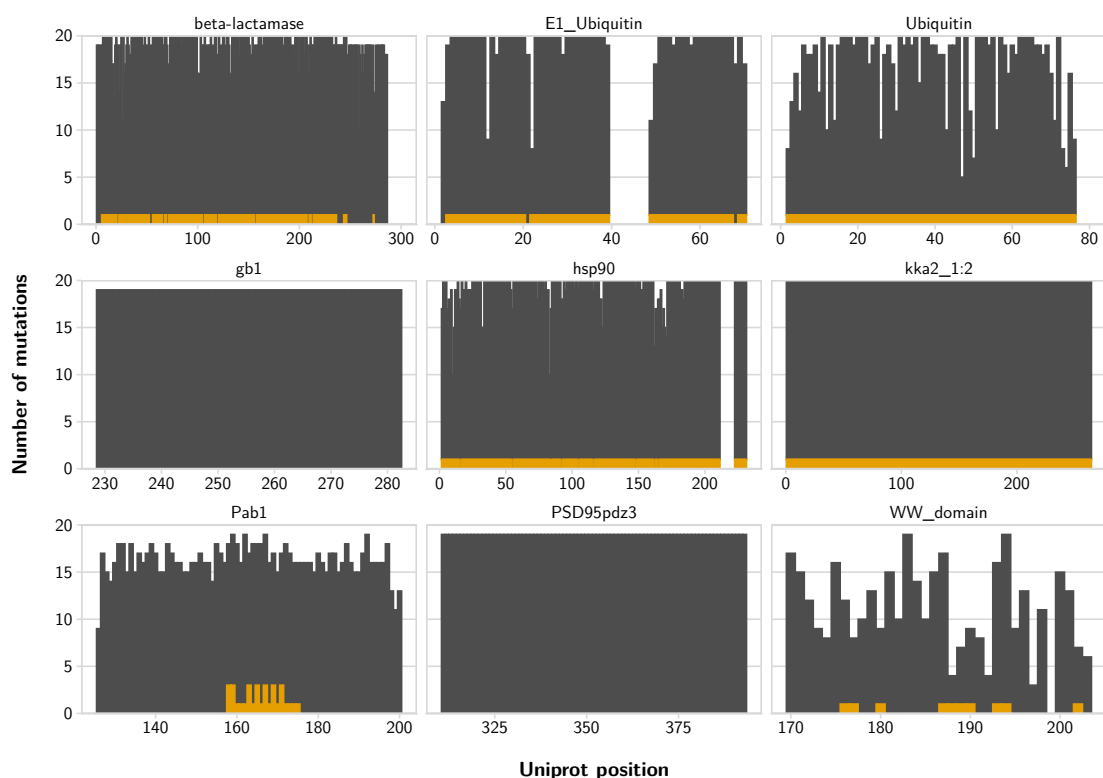 beta-lactamase E1_Ubiquitin Ubiquitin
20
15
10
5
0
0 100 200 300 0 20 40 60 0 20 40 60 80
gb1 hsp90 kka2_1:2
20
15
10
5
0
230 240 250 260 270 280 0 50 100 150 200 0 100 200
Pab1 PSD95pdz3 WW_domain
20
15
10
5
0
140 160 180 200 325 350 375 170 180 190 200
Number of mutations
Uniprot position